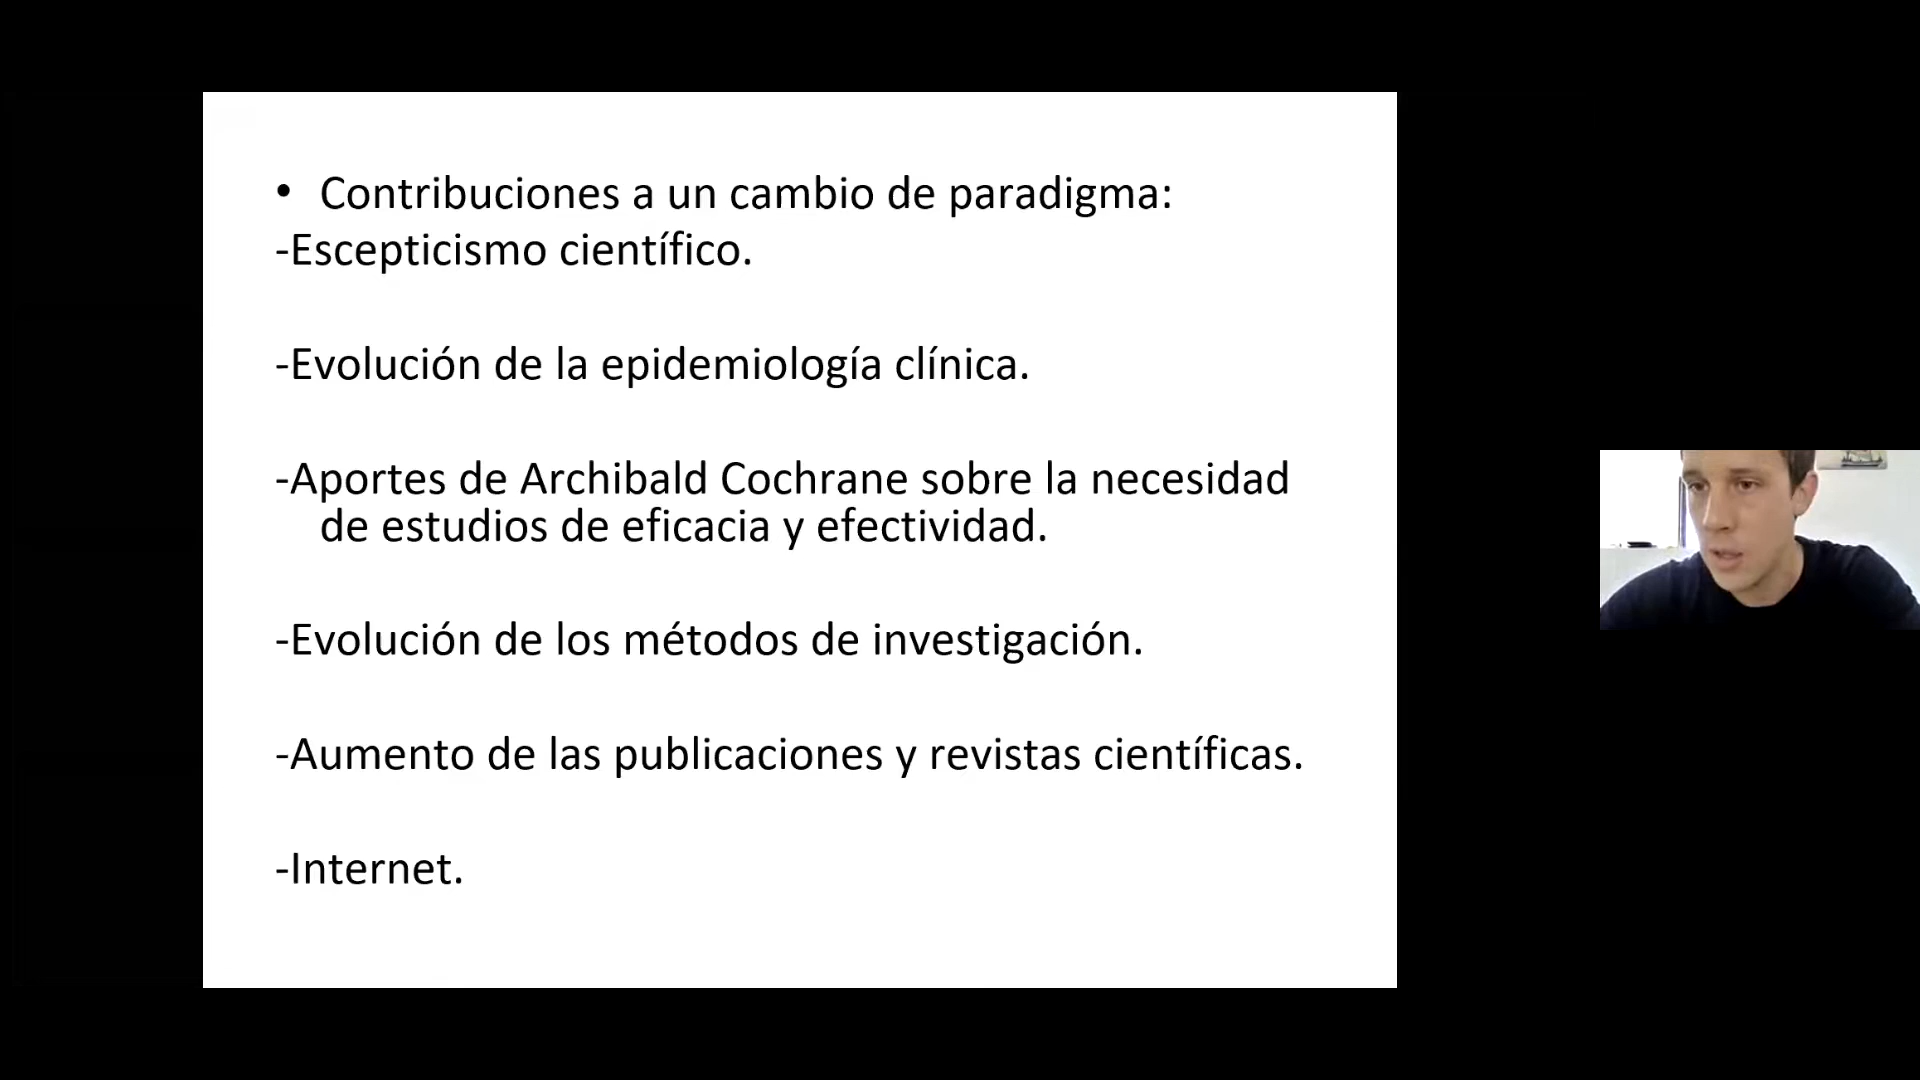 • Contribuciones a un cambio de paradigma:
-Escepticismo científico.
-Evolución de la epidemiología clínica.
-Aportes de Archibald Cochrane sobre la necesidad
de estudios de eficacia y efectividad.
-Evolución de los métodos de investigación.
-Aumento de las publicaciones y revistas científicas.
-Internet.